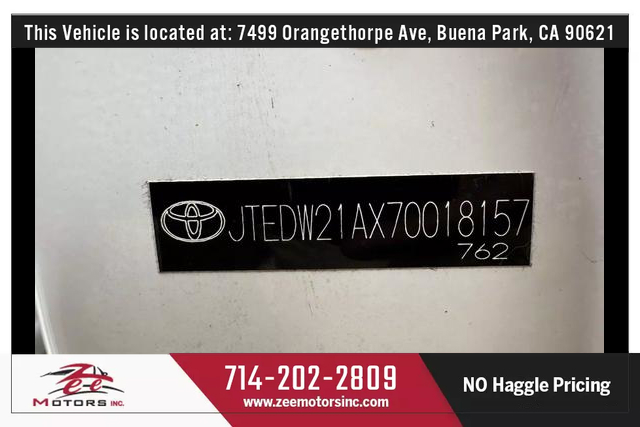 This Vehicle is located at: 7499 Orangethorpe Ave, Buena Park, CA 90621
JTEDW21AX70018157
762
Zee
MOTORS INC.
714-202-2809
www.zeemotorsinc.com
NO Haggle Pricing